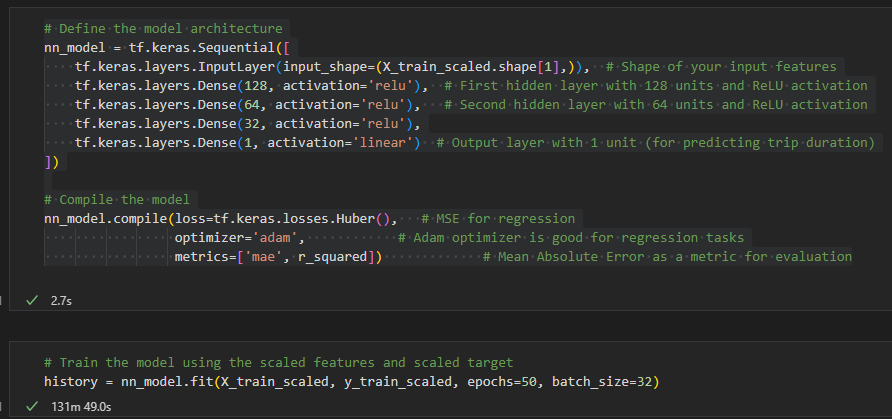 # Define the model architecture
nn_model = tf.keras.Sequential([
    tf.keras.layers.InputLayer(input_shape=(X_train_scaled.shape[1],)),  # Shape of your input features
    tf.keras.layers.Dense(128, activation='relu'),  # First hidden layer with 128 units and ReLU activation
    tf.keras.layers.Dense(64, activation='relu'),   # Second hidden layer with 64 units and ReLU activation
    tf.keras.layers.Dense(32, activation='relu'),
    tf.keras.layers.Dense(1, activation='linear')  # Output layer with 1 unit (for predicting trip duration)
])

# Compile the model
nn_model.compile(loss=tf.keras.losses.Huber(),   # MSE for regression
                 optimizer='adam',            # Adam optimizer is good for regression tasks
                 metrics=['mae', r_squared])             # Mean Absolute Error as a metric for evaluation
2.7s
# Train the model using the scaled features and scaled target
history = nn_model.fit(X_train_scaled, y_train_scaled, epochs=50, batch_size=32)
131m 49.0s